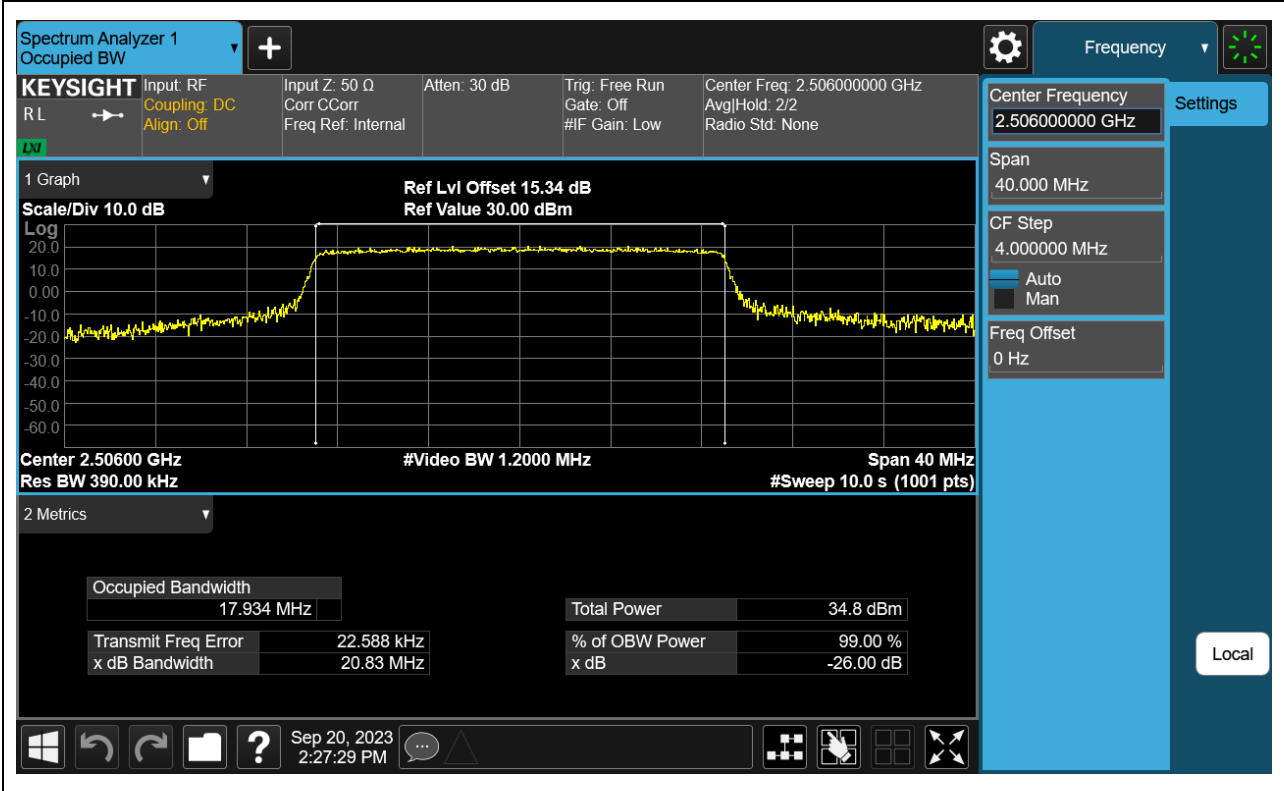 Spectrum Analyzer 1
Occupied BW
+
Frequency
KEYSIGHT
R L
LXI
Input: RF
Coupling: DC
Align: Off
Input Z: 50 Ω
Corr CCorr
Freq Ref: Internal
Atten: 30 dB
Trig: Free Run
Gate: Off
#IF Gain: Low
Center Freq: 2.506000000 GHz
Avg|Hold: 2/2
Radio Std: None
Center Frequency
2.506000000 GHz
Settings
Span
40.000 MHz
CF Step
4.000000 MHz
Auto
Man
Freq Offset
0 Hz
Local
1 Graph
Scale/Div 10.0 dB
Ref Lvl Offset 15.34 dB
Ref Value 30.00 dBm
Log
20.0
10.0
0.00
-10.0
-20.0
-30.0
-40.0
-50.0
-60.0
Center 2.50600 GHz
#Video BW 1.2000 MHz
Span 40 MHz
Res BW 390.00 kHz
#Sweep 10.0 s (1001 pts)
2 Metrics
Occupied Bandwidth
17.934 MHz
Total Power 34.8 dBm
Transmit Freq Error 22.588 kHz
% of OBW Power 99.00 %
x dB Bandwidth 20.83 MHz
x dB -26.00 dB
?
Sep 20, 2023
2:27:29 PM